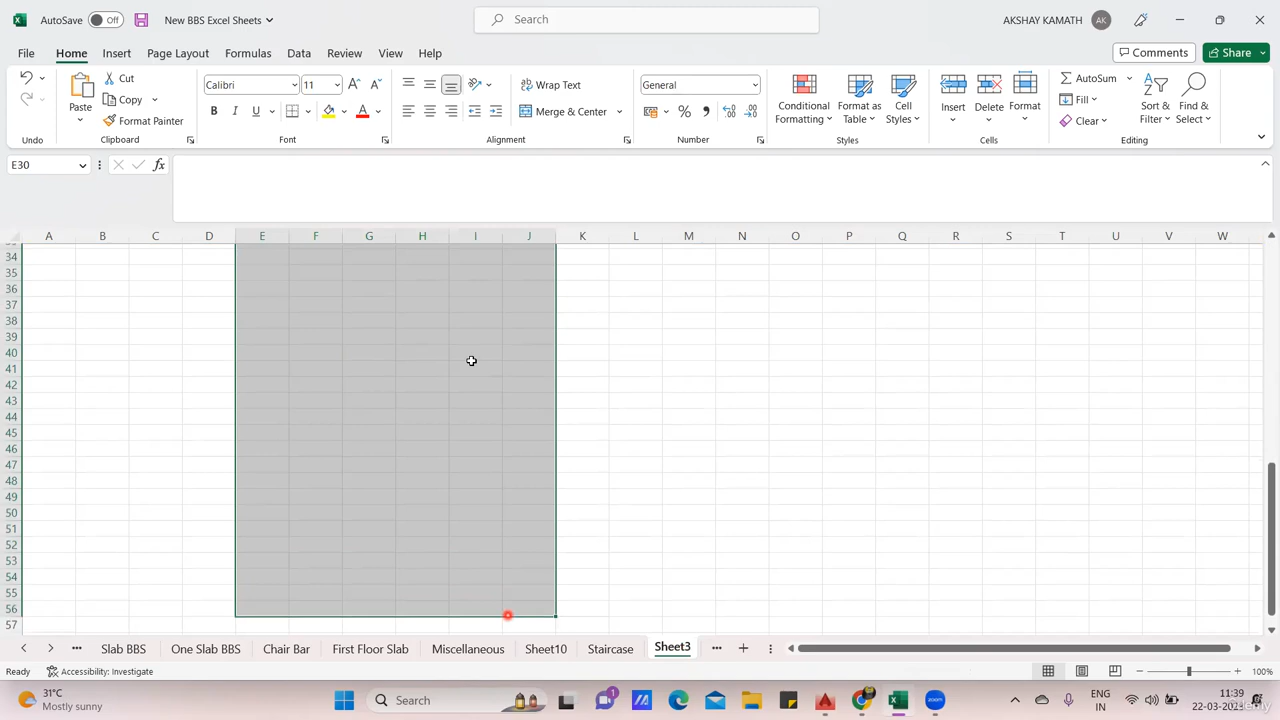 AutoSave Off New BBS Excel Sheets Search AKSHAY KAMATH AK
File Home Insert Page Layout Formulas Data Review View Help Comments Share
Paste Cut Copy Format Painter
Calibri 11
B I U
Wrap Text
Merge & Center
General
Conditional Formatting Format as Table Cell Styles
Insert Delete Format
AutoSum
Fill
Clear
Sort & Filter Find & Select
Undo Clipboard Font Alignment Number Styles Cells Editing
E30 fx
A B C D E F G H I J K L M N O P Q R S T U V W
34
35
36
37
38
39
40
41
42
43
44
45
46
47
48
49
50
51
52
53
54
55
56
57
Slab BBS One Slab BBS Chair Bar First Floor Slab Miscellaneous Sheet10 Staircase Sheet3
Ready Accessibility: Investigate 100%
31°C
Mostly sunny
Search
1
ENG
IN
11:39
22-03-2023